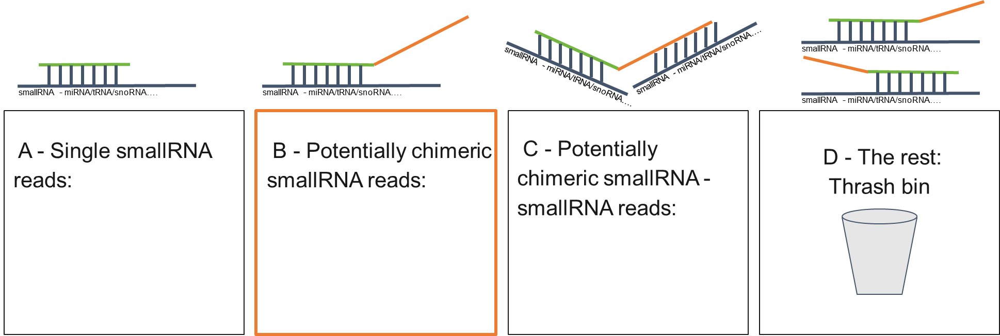 smallRNA - miRNA/tRNA/snoRNA....
smallRNA - miRNA/tRNA/snoRNA....
smallRNA - miRNA/tRNA/snoRNA....
smallRNA - miRNA/tRNA/snoRNA....
smallRNA - miRNA/tRNA/snoRNA....
smallRNA - miRNA/tRNA/snoRNA....
A - Single smallRNA
reads:
B - Potentially chimeric
smallRNA reads:
C - Potentially
chimeric smallRNA -
smallRNA reads:
D - The rest:
Thrash bin